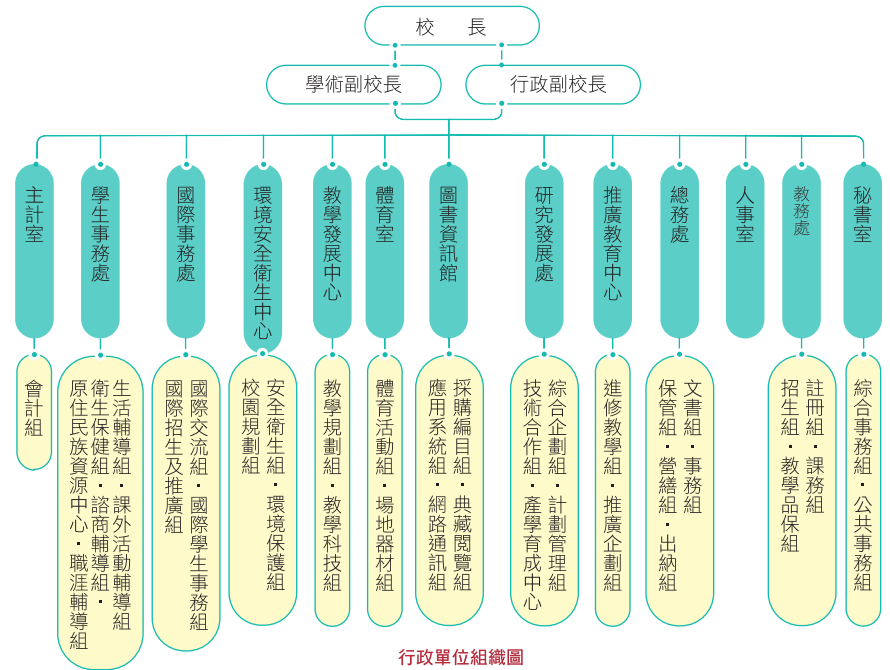 校 長
學術副校長
行政副校長
主計室
學生事務處
國際事務處
環境安全衛生中心
教學發展中心
體育室
圖書資訊館
研究發展處
推廣教育中心
總務處
人事室
教務處
秘書室
會計組
生活輔導組・課外活動輔導組
衛生保健組・諮商輔導組・
原住民族資源中心・職涯輔導組
國際交流組・國際學生事務組
國際招生及推廣組
安全衛生組・環境保護組
校園規劃組
教學規劃組・教學科技組
體育活動組・場地器材組
採購編目組・典藏閱覽組
應用系統組・網路通訊組
綜合企劃組・計劃管理組
技術合作組・產學育成中心
進修教學組・推廣企劃組
文書組・事務組
保管組・營繕組・出納組
註冊組・課務組
招生組・教學品保組
綜合事務組・公共事務組
行政單位組織圖